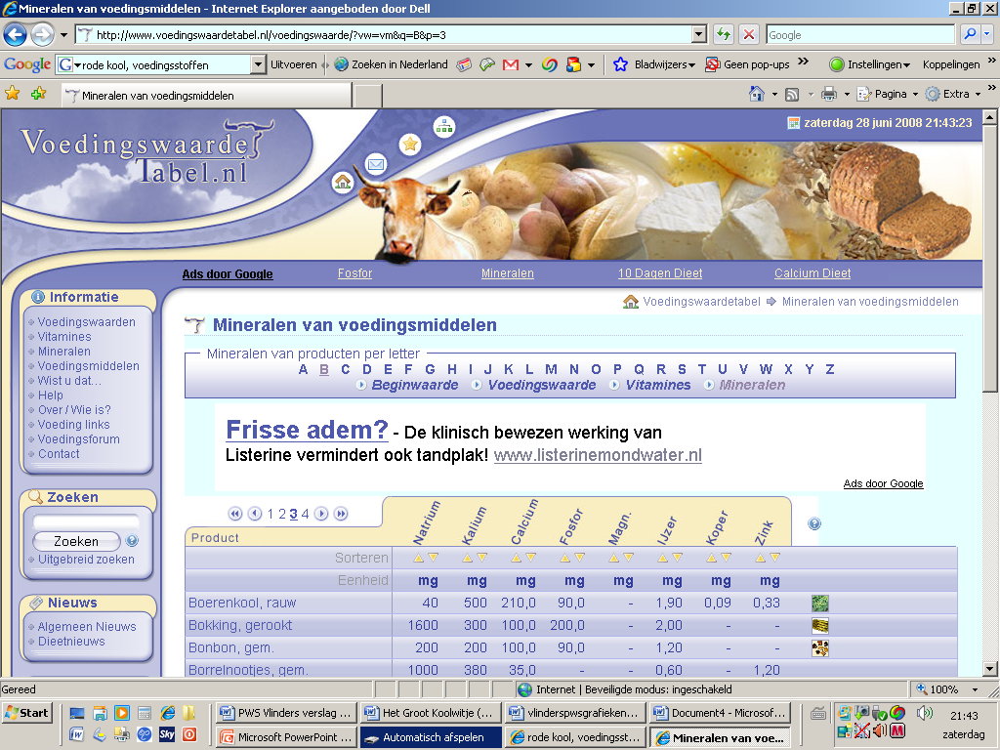 Mineralen van voedingsmiddelen - Internet Explorer aangeboden door Dell
http://www.voedingswaardetabel.nl/voedingswaarde/?vw=vm&q=B&p=3
Google
Google rode kool, voedingsstoffen Uitvoeren Zoeken in Nederland Bladwijzers Geen pop-ups Instellingen Koppelingen
Mineralen van voedingsmiddelen Pagina Extra
zaterdag 28 juni 2008 21:43:23
Voedingswaarde
Tabel.nl
Ads door Google Fosfor Mineralen 10 Dagen Dieet Calcium Dieet
Informatie
Voedingswaarden
Vitamines
Mineralen
Voedingsmiddelen
Wist u dat...
Help
Over / Wie is?
Voeding links
Voedingsforum
Contact
Zoeken
Zoeken
Uitgebreid zoeken
Nieuws
Algemeen Nieuws
Dieetnieuws
Voedingswaardetabel Mineralen van voedingsmiddelen
Mineralen van voedingsmiddelen
Mineralen van producten per letter
A B C D E F G H I J K L M N O P Q R S T U V W X Y Z
Beginwaarde Voedingswaarde Vitamines Mineralen
Frisse adem? - De klinisch bewezen werking van
Listerine vermindert ook tandplak! www.listerinemondwater.nl
Ads door Google
1 2 3 4
Product Natrium Kalium Calcium Fosfor Magn. IJzer Koper Zink
Sorteren
Eenheid mg mg mg mg mg mg mg mg
Boerenkool, rauw 40 500 210,0 90,0 - 1,90 0,09 0,33
Bokking, gerookt 1600 300 100,0 200,0 - 2,00 - -
Bonbon, gem. 200 200 100,0 90,0 - 1,20 - -
Borrelnootjes, gem. 1000 380 35,0 - - 0,60 - 1,20
Gereed Internet | Beveiligde modus: ingeschakeld 100%
Start PWS Vlinders verslag ... Het Groot Koolwitje (... vlinderspwsgrafieken... Document4 - Microsof... 21:43
Sky Microsoft PowerPoint ... Automatisch afspelen rode kool, voedingsst... Mineralen van voe... zaterdag